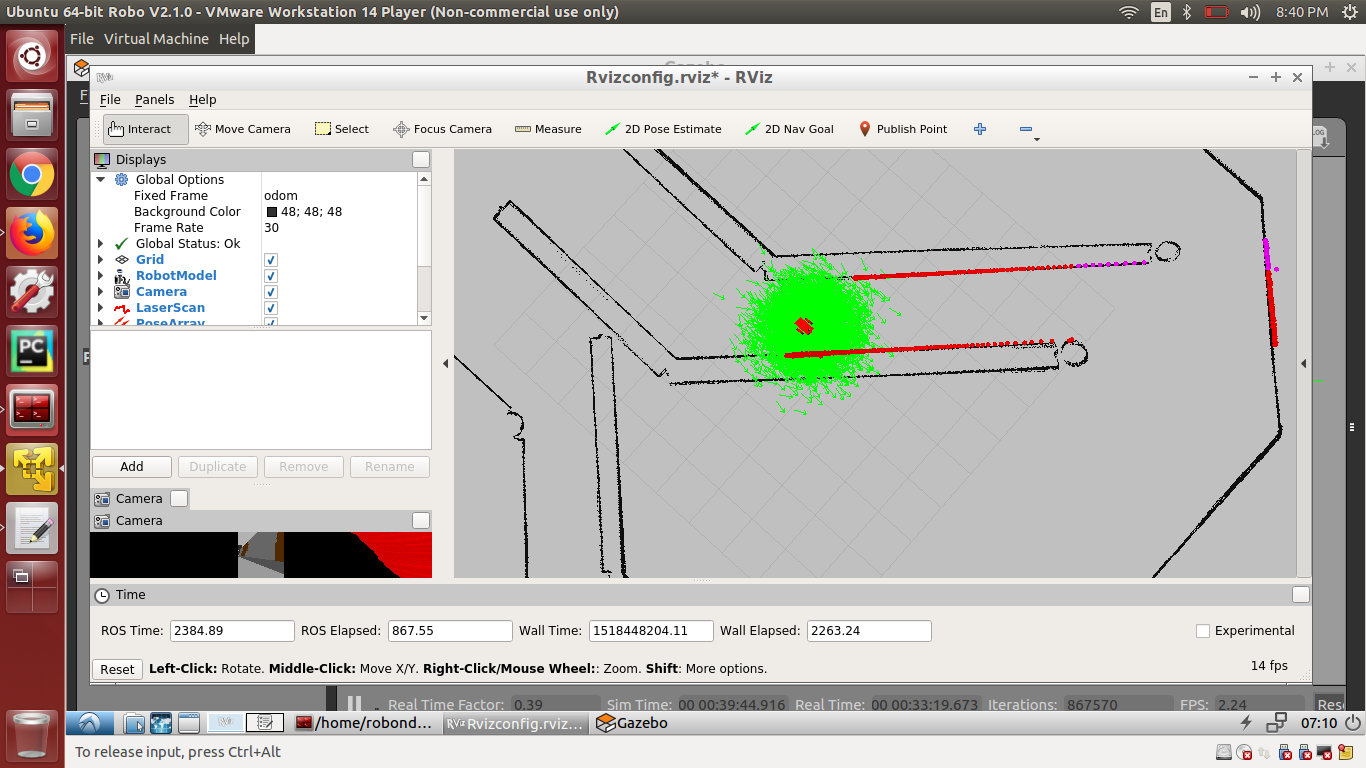 Ubuntu 64-bit Robo V2.1.0 - VMware Workstation 14 Player (Non-commercial use only)
En
8:40 PM
File Virtual Machine Help
Rvizconfig.rviz* - RViz
File Panels Help
Interact Move Camera Select Focus Camera Measure 2D Pose Estimate 2D Nav Goal Publish Point
LOG
Displays
Global Options
Fixed Frame odom
Background Color 48; 48; 48
Frame Rate 30
Global Status: Ok
Grid
RobotModel
Camera
LaserScan
PoseArray
PC
Add Duplicate Remove Rename
Camera
Camera
Time
ROS Time: 2384.89 ROS Elapsed: 867.55 Wall Time: 1518448204.11 Wall Elapsed: 2263.24 Experimental
Reset Left-Click: Rotate. Middle-Click: Move X/Y. Right-Click/Mouse Wheel:: Zoom. Shift: More options. 14 fps
Real Time Factor: 0.39 Sim Time: 00 00:39:44.916 Real Time: 00 00:33:19.673 Iterations: 867570 FPS: 2.24
/home/robond... RViz Rvizconfig.rviz... Gazebo 07:10
To release input, press Ctrl+Alt